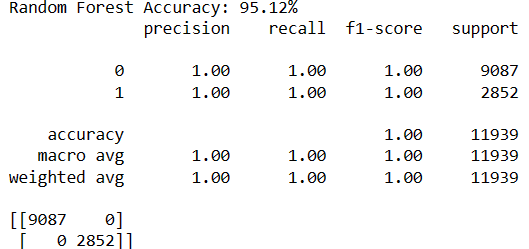 Random Forest Accuracy: 95.12%
precision recall f1-score support
0 1.00 1.00 1.00 9087
1 1.00 1.00 1.00 2852
accuracy 1.00 11939
macro avg 1.00 1.00 1.00 11939
weighted avg 1.00 1.00 1.00 11939
[[9087 0]
[ 0 2852]]